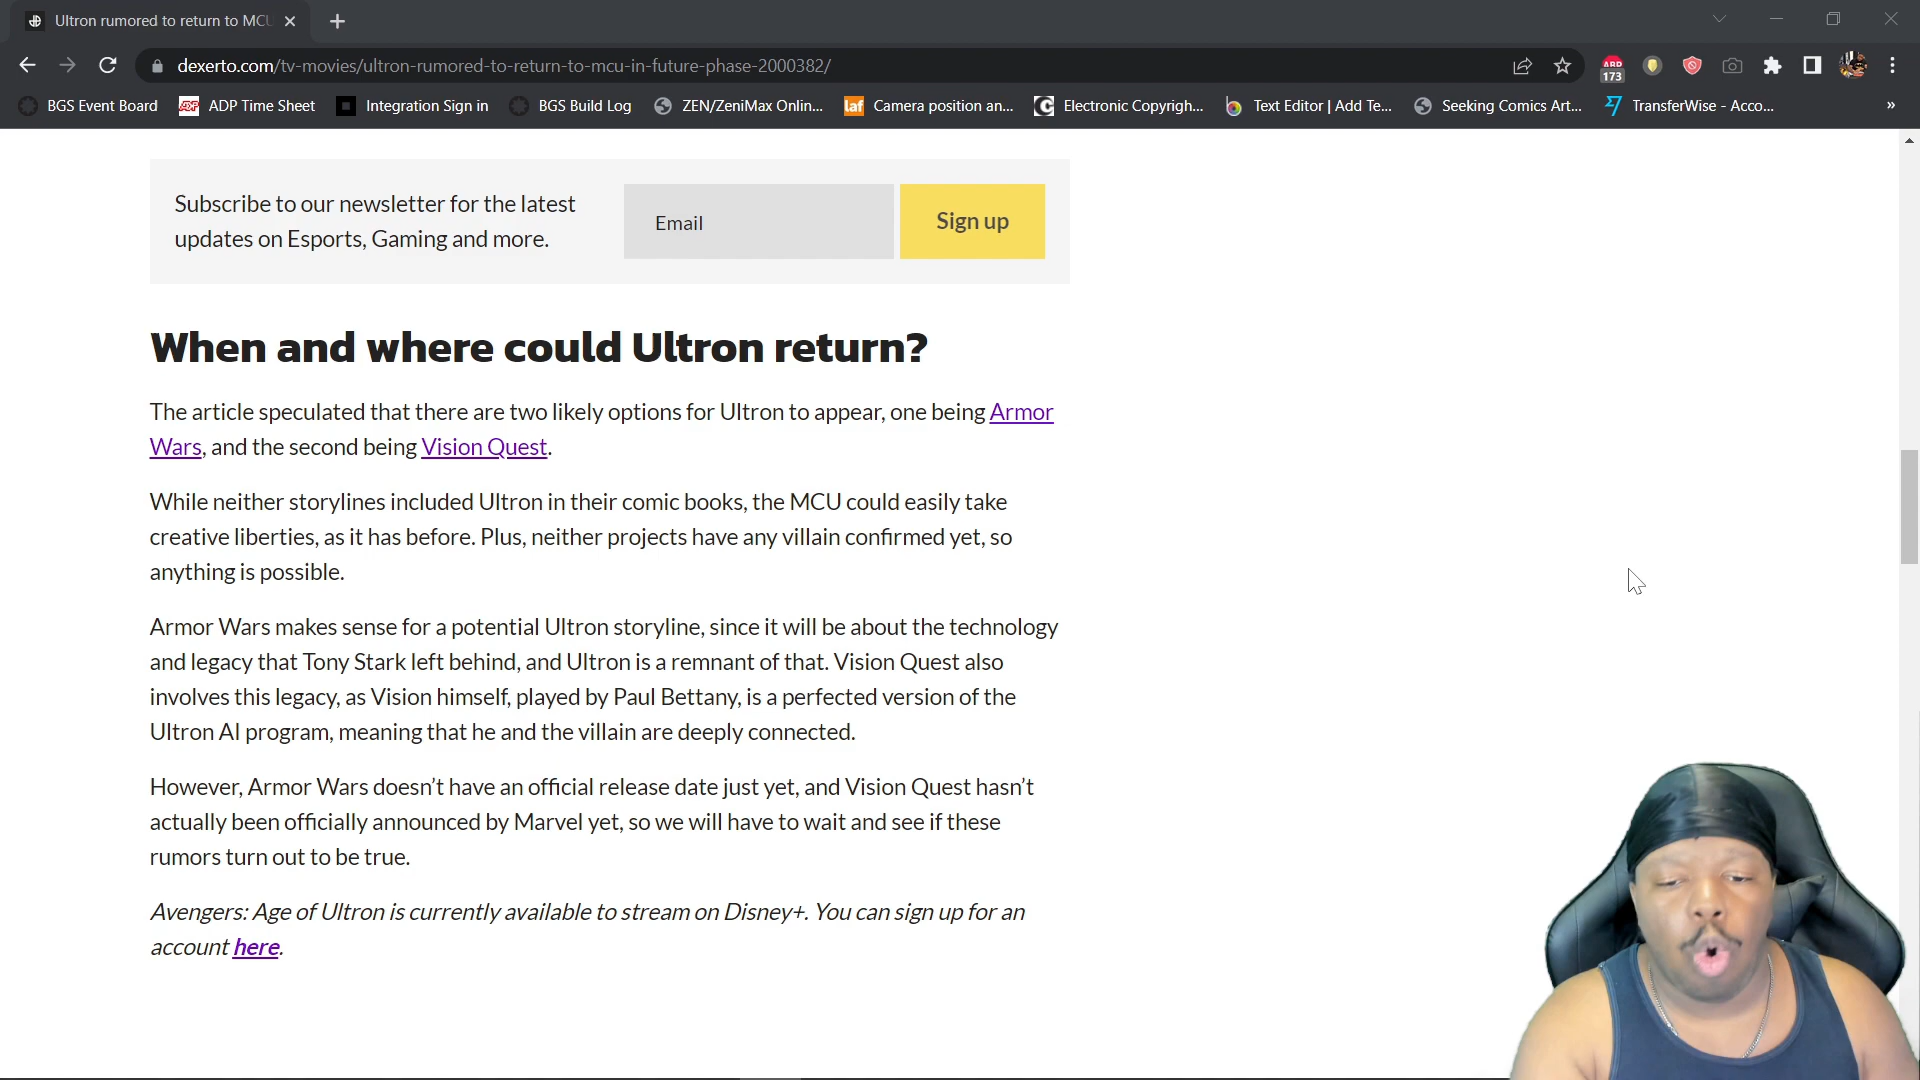 Ultron rumored to return to MCU
dexerto.com/tv-movies/ultron-rumored-to-return-to-mcu-in-future-phase-2000382/
173
BGS Event Board ADP Time Sheet Integration Sign in BGS Build Log ZEN/ZeniMax Onlin... laf Camera position an... Electronic Copyrigh... Text Editor | Add Te... Seeking Comics Art... TransferWise - Acco... »
Subscribe to our newsletter for the latest
updates on Esports, Gaming and more.
Email
Sign up
When and where could Ultron return?
The article speculated that there are two likely options for Ultron to appear, one being Armor
Wars, and the second being Vision Quest.
While neither storylines included Ultron in their comic books, the MCU could easily take
creative liberties, as it has before. Plus, neither projects have any villain confirmed yet, so
anything is possible.
Armor Wars makes sense for a potential Ultron storyline, since it will be about the technology
and legacy that Tony Stark left behind, and Ultron is a remnant of that. Vision Quest also
involves this legacy, as Vision himself, played by Paul Bettany, is a perfected version of the
Ultron AI program, meaning that he and the villain are deeply connected.
However, Armor Wars doesn’t have an official release date just yet, and Vision Quest hasn’t
actually been officially announced by Marvel yet, so we will have to wait and see if these
rumors turn out to be true.
Avengers: Age of Ultron is currently available to stream on Disney+. You can sign up for an
account here.